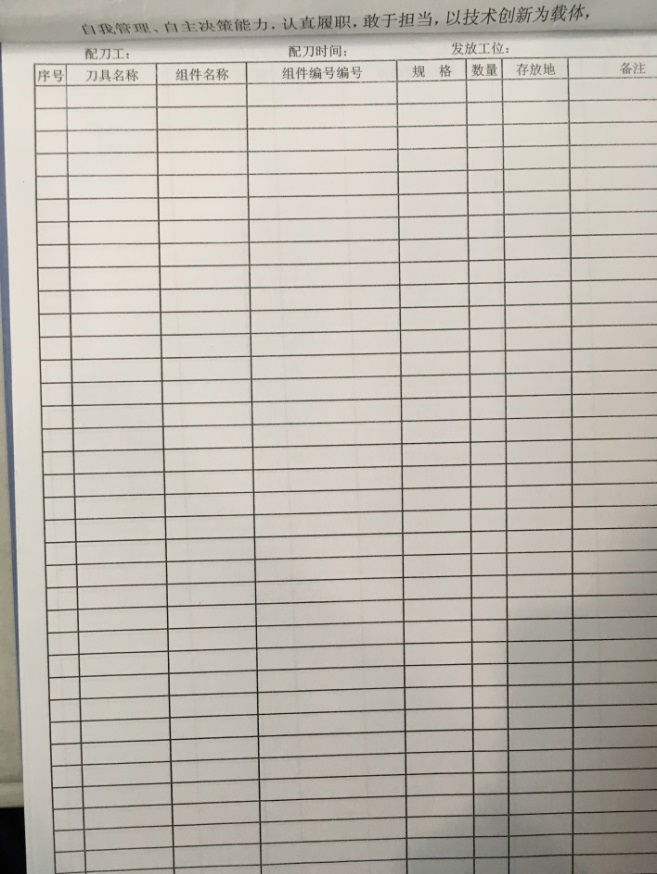 自我管理、自主决策能力，认真履职，敢于担当，以技术创新为载体，
配刀工： 配刀时间： 发放工位：
序号 刀具名称 组件名称 组件编号编号 规 格 数量 存放地 备注